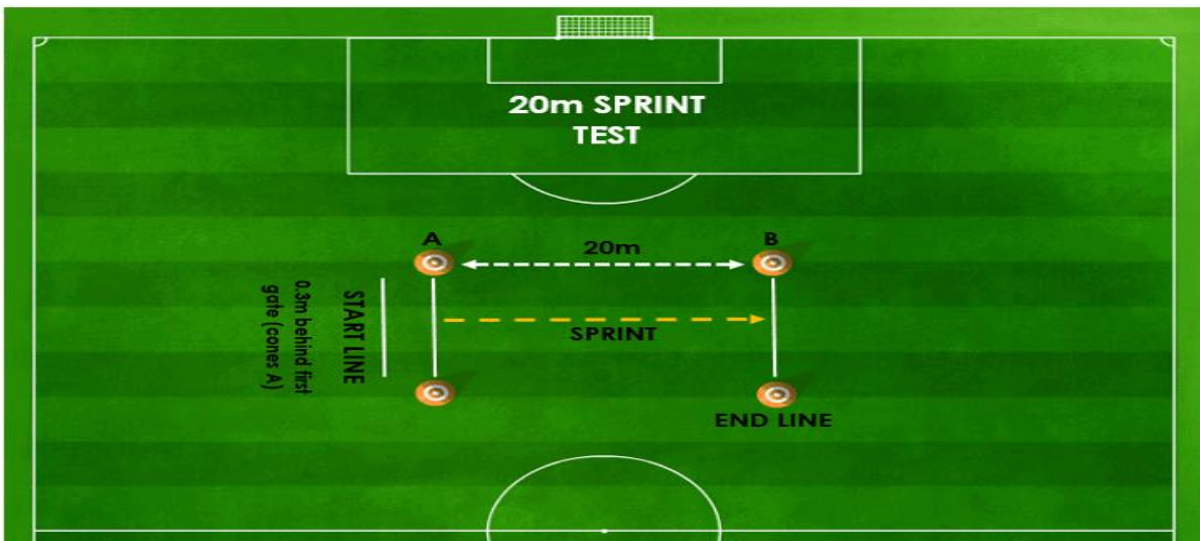 20m SPRINT
TEST
A
B
20m
SPRINT
START LINE
0.3m behind first
gate (cones A)
END LINE